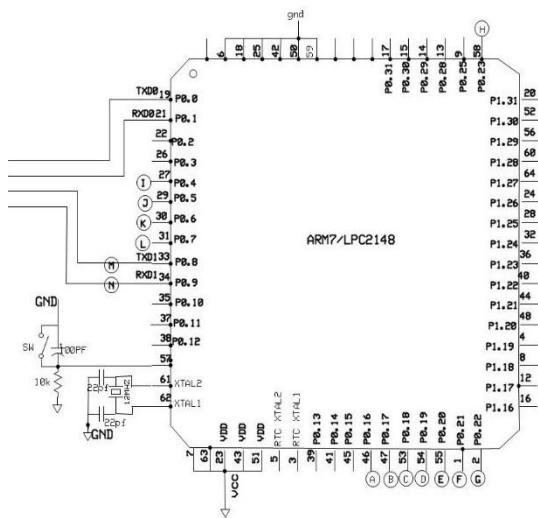 gnd
H
6 18 25 42 50 59 17 15 14 13 9 58
P0.31 P0.30 P0.29 P0.28 P0.25 P0.23
TXD0 19 P0.0
RXD0 21 P0.1
22 P0.2
26 P0.3
I 27 P0.4
J 29 P0.5
K 30 P0.6
L 31 P0.7
M TXD1 33 P0.8
N RXD1 34 P0.9
35 P0.10
37 P0.11
38 P0.12
57
61 XTAL2
62 XTAL1
ARM7/LPC2148
P1.31 20
P1.30 52
P1.29 56
P1.28 60
P1.27 64
P1.26 24
P1.25 28
P1.24 32
P1.23 36
P1.22 40
P1.21 44
P1.20 48
P1.19 4
P1.18 8
P1.17 12
P1.16 16
GND
SW
00PF
10k
22pf
12MHZ
22pf
GND
VDD VDD VDD RTC XTAL2 RTC XTAL1 P0.13 P0.14 P0.15 P0.16 P0.17 P0.18 P0.19 P0.20 P0.21 P0.22
7 63 23 43 51 5 3 39 41 45 46 47 53 54 55 1 2
A B C D E F G
VCC